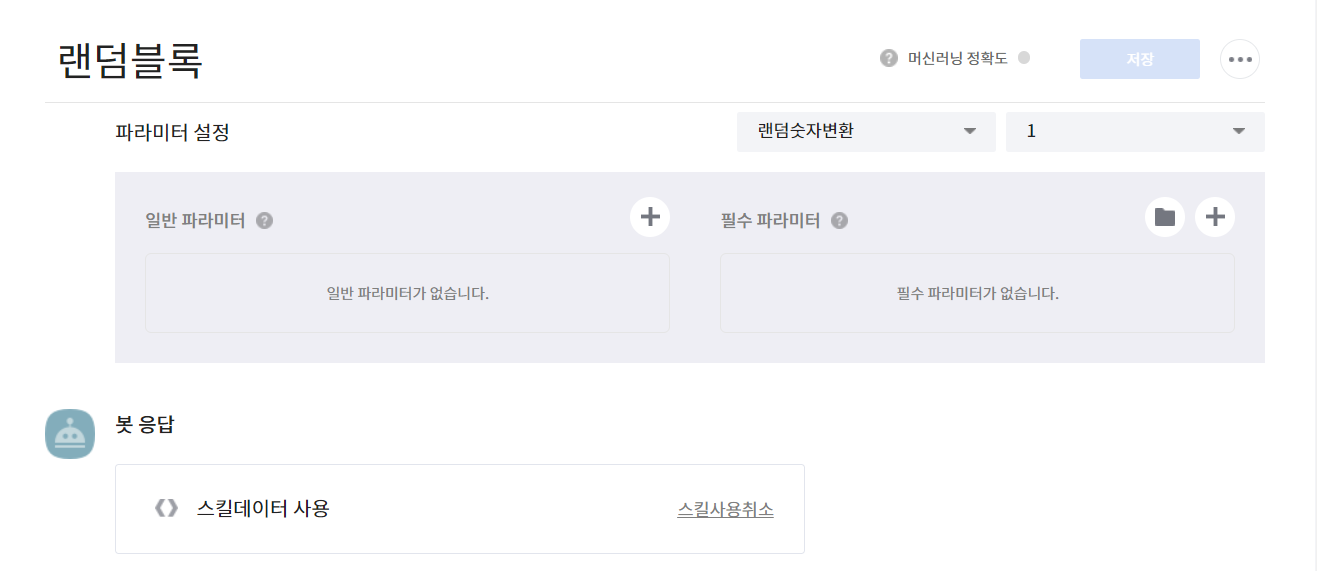 랜덤블록
? 머신러닝 정확도
저장
파라미터 설정
랜덤숫자변환
1
일반 파라미터 ?
필수 파라미터 ?
일반 파라미터가 없습니다.
필수 파라미터가 없습니다.
봇 응답
스킬데이터 사용
스킬사용취소